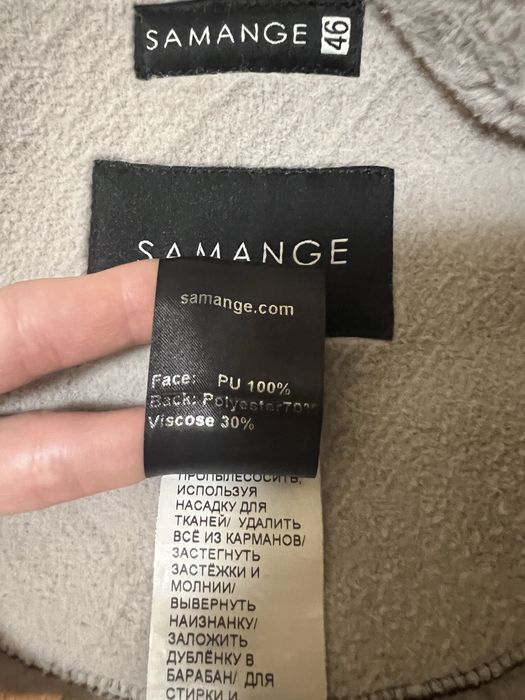 SAMANGE 46
SAMANGE
samange.com
Face: PU 100%
Back: Polyester70%
Viscose 30%
ПРОПЫЛЕСОСИТЬ,
ИСПОЛЬЗУЯ
НАСАДКУ ДЛЯ
ТКАНЕЙ/ УДАЛИТЬ
ВСЁ ИЗ КАРМАНОВ/
ЗАСТЕГНУТЬ
ЗАСТЁЖКИ И
МОЛНИИ/
ВЫВЕРНУТЬ
НАИЗНАНКУ/
ЗАЛОЖИТЬ
ДУБЛЁНКУ В
БАРАБАН/ ДЛЯ
СТИРКИ И